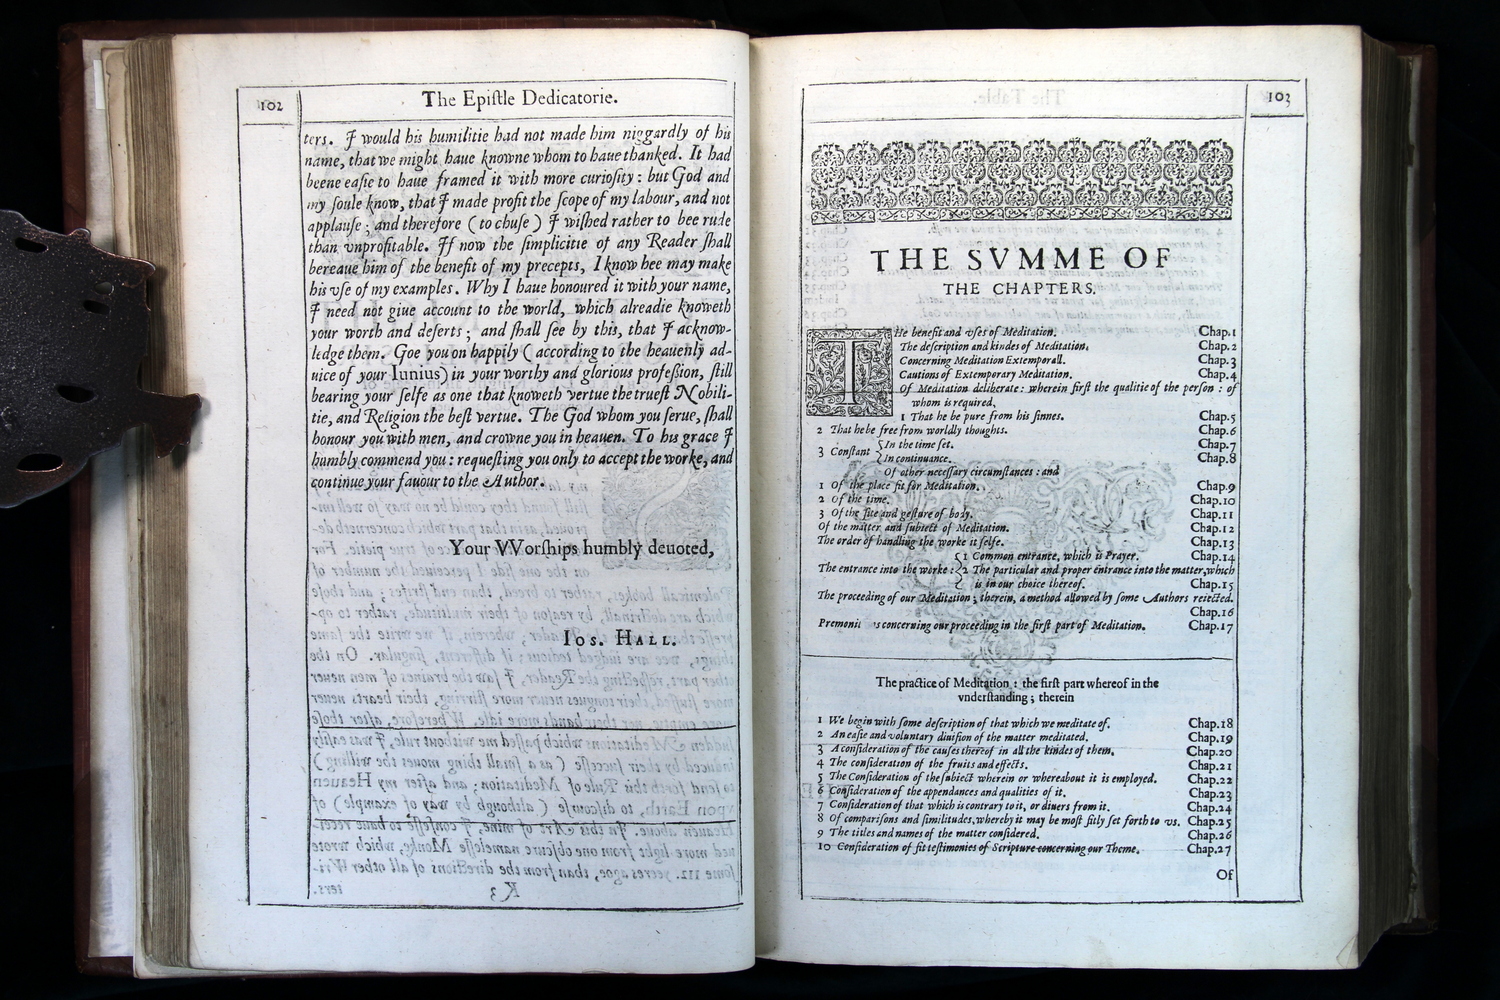 102
The Epiſtle Dedicatorie.
ters. I would his humilitie had not made him niggardly of his
name, that we might haue knowne whom to haue thanked. It had
beene eaſie to haue framed it with more curioſity: but God and
my ſoule know, that I made profit the ſcope of my labour, and not
applauſe; and therefore (to chuſe) I wiſhed rather to bee rude
than vnprofitable. If now the ſimplicitie of any Reader ſhall
bereaue him of the benefit of my precepts, I know hee may make
his vſe of my examples. Why I haue honoured it with your name,
I need not giue account to the world, which alreadie knoweth
your worth and deſerts; and ſhall ſee by this, that I acknow-
ledge them. Goe you on happily (according to the heauenly ad-
uice of your Iunius) in your worthy and glorious profeſſion, ſtill
bearing your ſelfe as one that knoweth vertue the trueſt Nobili-
tie, and Religion the beſt vertue. The God whom you ſerue, ſhall
honour you with men, and crowne you in heauen. To his grace I
humbly commend you: requeſting you only to accept the worke, and
continue your fauour to the Author.
Your VVorſhips humbly deuoted,
Ios. Hall.
103
THE SVMME OF
THE CHAPTERS.
THe benefit and vſes of Meditation. Chap. 1
The deſcription and kindes of Meditation. Chap. 2
Concerning Meditation Extemporall. Chap. 3
Cautions of Extemporary Meditation. Chap. 4
Of Meditation deliberate: wherein firſt the qualitie of the perſon: of
whom is required,
1 That he be pure from his ſinnes. Chap. 5
2 That he be free from worldly thoughts. Chap. 6
3 Conſtant { In the time ſet. Chap. 7
In continuance. Chap. 8
Of other neceſſary circumſtances: and
1 Of the place fit for Meditation. Chap. 9
2 Of the time. Chap. 10
3 Of the ſite and geſture of body. Chap. 11
Of the matter and ſubiect of Meditation. Chap. 12
The order of handling the worke it ſelfe. Chap. 13
1 Common entrance, which is Prayer. Chap. 14
The entrance into the worke: { 2 The particular and proper entrance into the matter, which
is in our choice thereof. Chap. 15
The proceeding of our Meditation; therein, a method allowed by ſome Authors reiected.
Chap. 16
Premonit s concerning our proceeding in the firſt part of Meditation. Chap. 17
The practice of Meditation: the firſt part whereof in the
vnderſtanding; therein
1 We begin with ſome deſcription of that which we meditate of. Chap. 18
2 An eaſie and voluntary diuiſion of the matter meditated. Chap. 19
3 A conſideration of the cauſes thereof in all the kindes of them. Chap. 20
4 The conſideration of the fruits and effects. Chap. 21
5 The Conſideration of the ſubiect wherein or whereabout it is employed. Chap. 22
6 Conſideration of the appendances and qualities of it. Chap. 23
7 Conſideration of that which is contrary to it, or diuers from it. Chap. 24
8 Of compariſons and ſimilitudes, whereby it may be moſt fitly ſet forth to vs. Chap. 25
9 The titles and names of the matter conſidered. Chap. 26
10 Conſideration of fit teſtimonies of Scripture concerning our Theme. Chap. 27
Of